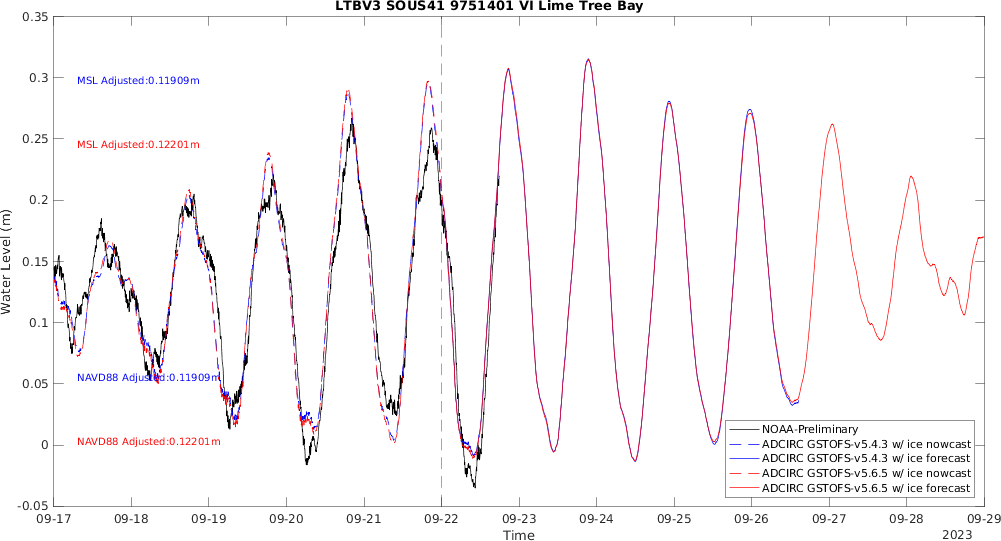 LTBV3 SOUS41 9751401 VI Lime Tree Bay
0.35
0.3
0.25
0.2
0.15
0.1
0.05
0
-0.05
Water Level (m)
MSL Adjusted:0.11909m
MSL Adjusted:0.12201m
NAVD88 Adjusted:0.11909m
NAVD88 Adjusted:0.12201m
NOAA-Preliminary
ADCIRC GSTOFS-v5.4.3 w/ ice nowcast
ADCIRC GSTOFS-v5.4.3 w/ ice forecast
ADCIRC GSTOFS-v5.6.5 w/ ice nowcast
ADCIRC GSTOFS-v5.6.5 w/ ice forecast
09-17 09-18 09-19 09-20 09-21 09-22 09-23 09-24 09-25 09-26 09-27 09-28 09-29
Time
2023